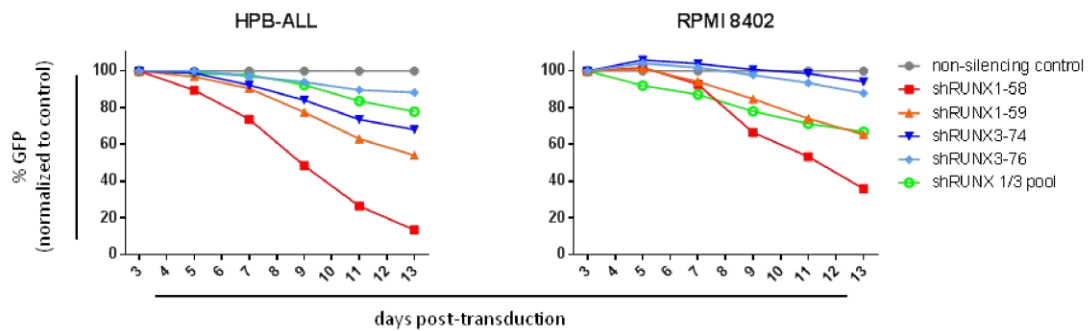 HPB-ALL
RPMI 8402
% GFP
(normalized to control)
100
80
60
40
20
0
3 4 5 6 7 8 9 10 11 12 13
100
80
60
40
20
0
3 4 5 6 7 8 9 10 11 12 13
days post-transduction
non-silencing control
shRUNX1-58
shRUNX1-59
shRUNX3-74
shRUNX3-76
shRUNX 1/3 pool